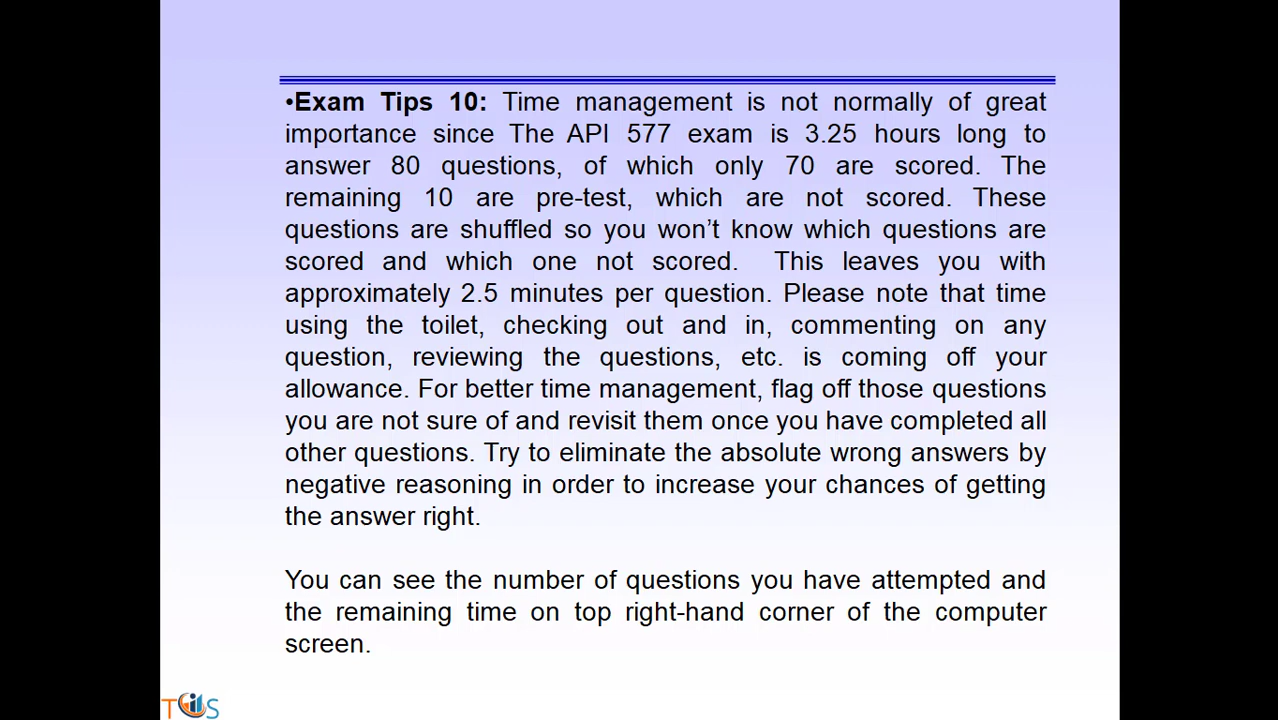 •Exam Tips 10: Time management is not normally of great
importance since The API 577 exam is 3.25 hours long to
answer 80 questions, of which only 70 are scored. The
remaining 10 are pre-test, which are not scored. These
questions are shuffled so you won't know which questions are
scored and which one not scored. This leaves you with
approximately 2.5 minutes per question. Please note that time
using the toilet, checking out and in, commenting on any
question, reviewing the questions, etc. is coming off your
allowance. For better time management, flag off those questions
you are not sure of and revisit them once you have completed all
other questions. Try to eliminate the absolute wrong answers by
negative reasoning in order to increase your chances of getting
the answer right.
You can see the number of questions you have attempted and
the remaining time on top right-hand corner of the computer
screen.